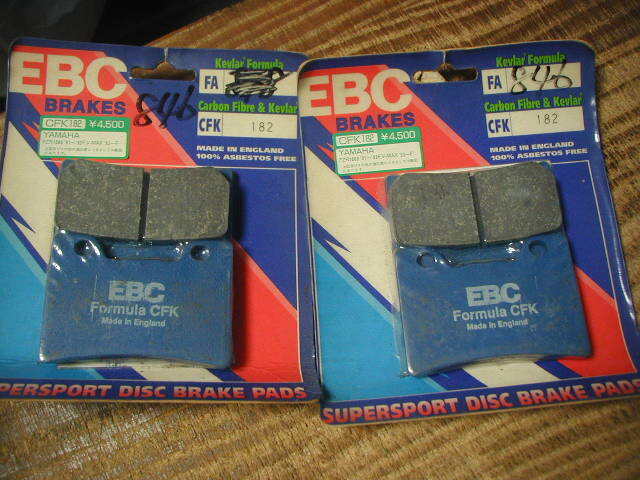 EBC
BRAKES
Kevlar Formula
FA
846
Carbon Fibre & Kevlar
CFK 182
CFK182 ¥4,500
YAMAHA
MADE IN ENGLAND
100% ASBESTOS FREE
EBC
Formula CFK
Made in England
SUPERSPORT DISC BRAKE PADS
EBC
BRAKES
Kevlar Formula
FA 846
Carbon Fibre & Kevlar
CFK 182
CFK182 ¥4,500
YAMAHA
MADE IN ENGLAND
100% ASBESTOS FREE
EBC
Formula CFK
Made in England
SUPERSPORT DISC BRAKE PADS